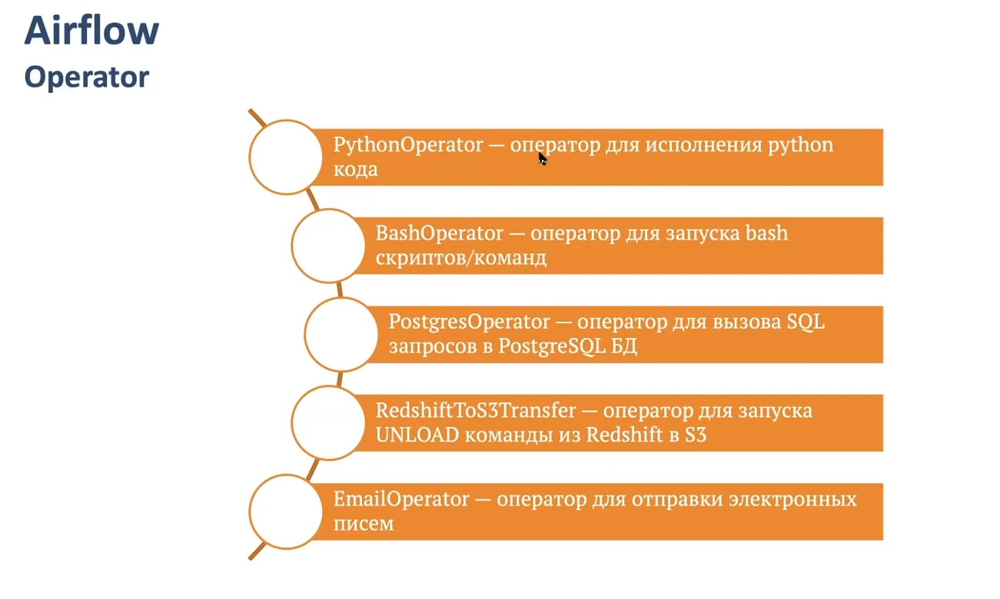 Airflow
Operator
PythonOperator — оператор для исполнения python
кода
BashOperator — оператор для запуска bash
скриптов/команд
PostgresOperator — оператор для вызова SQL
запросов в PostgreSQL БД
RedshiftToS3Transfer — оператор для запуска
UNLOAD команды из Redshift в S3
EmailOperator — оператор для отправки электронных
писем